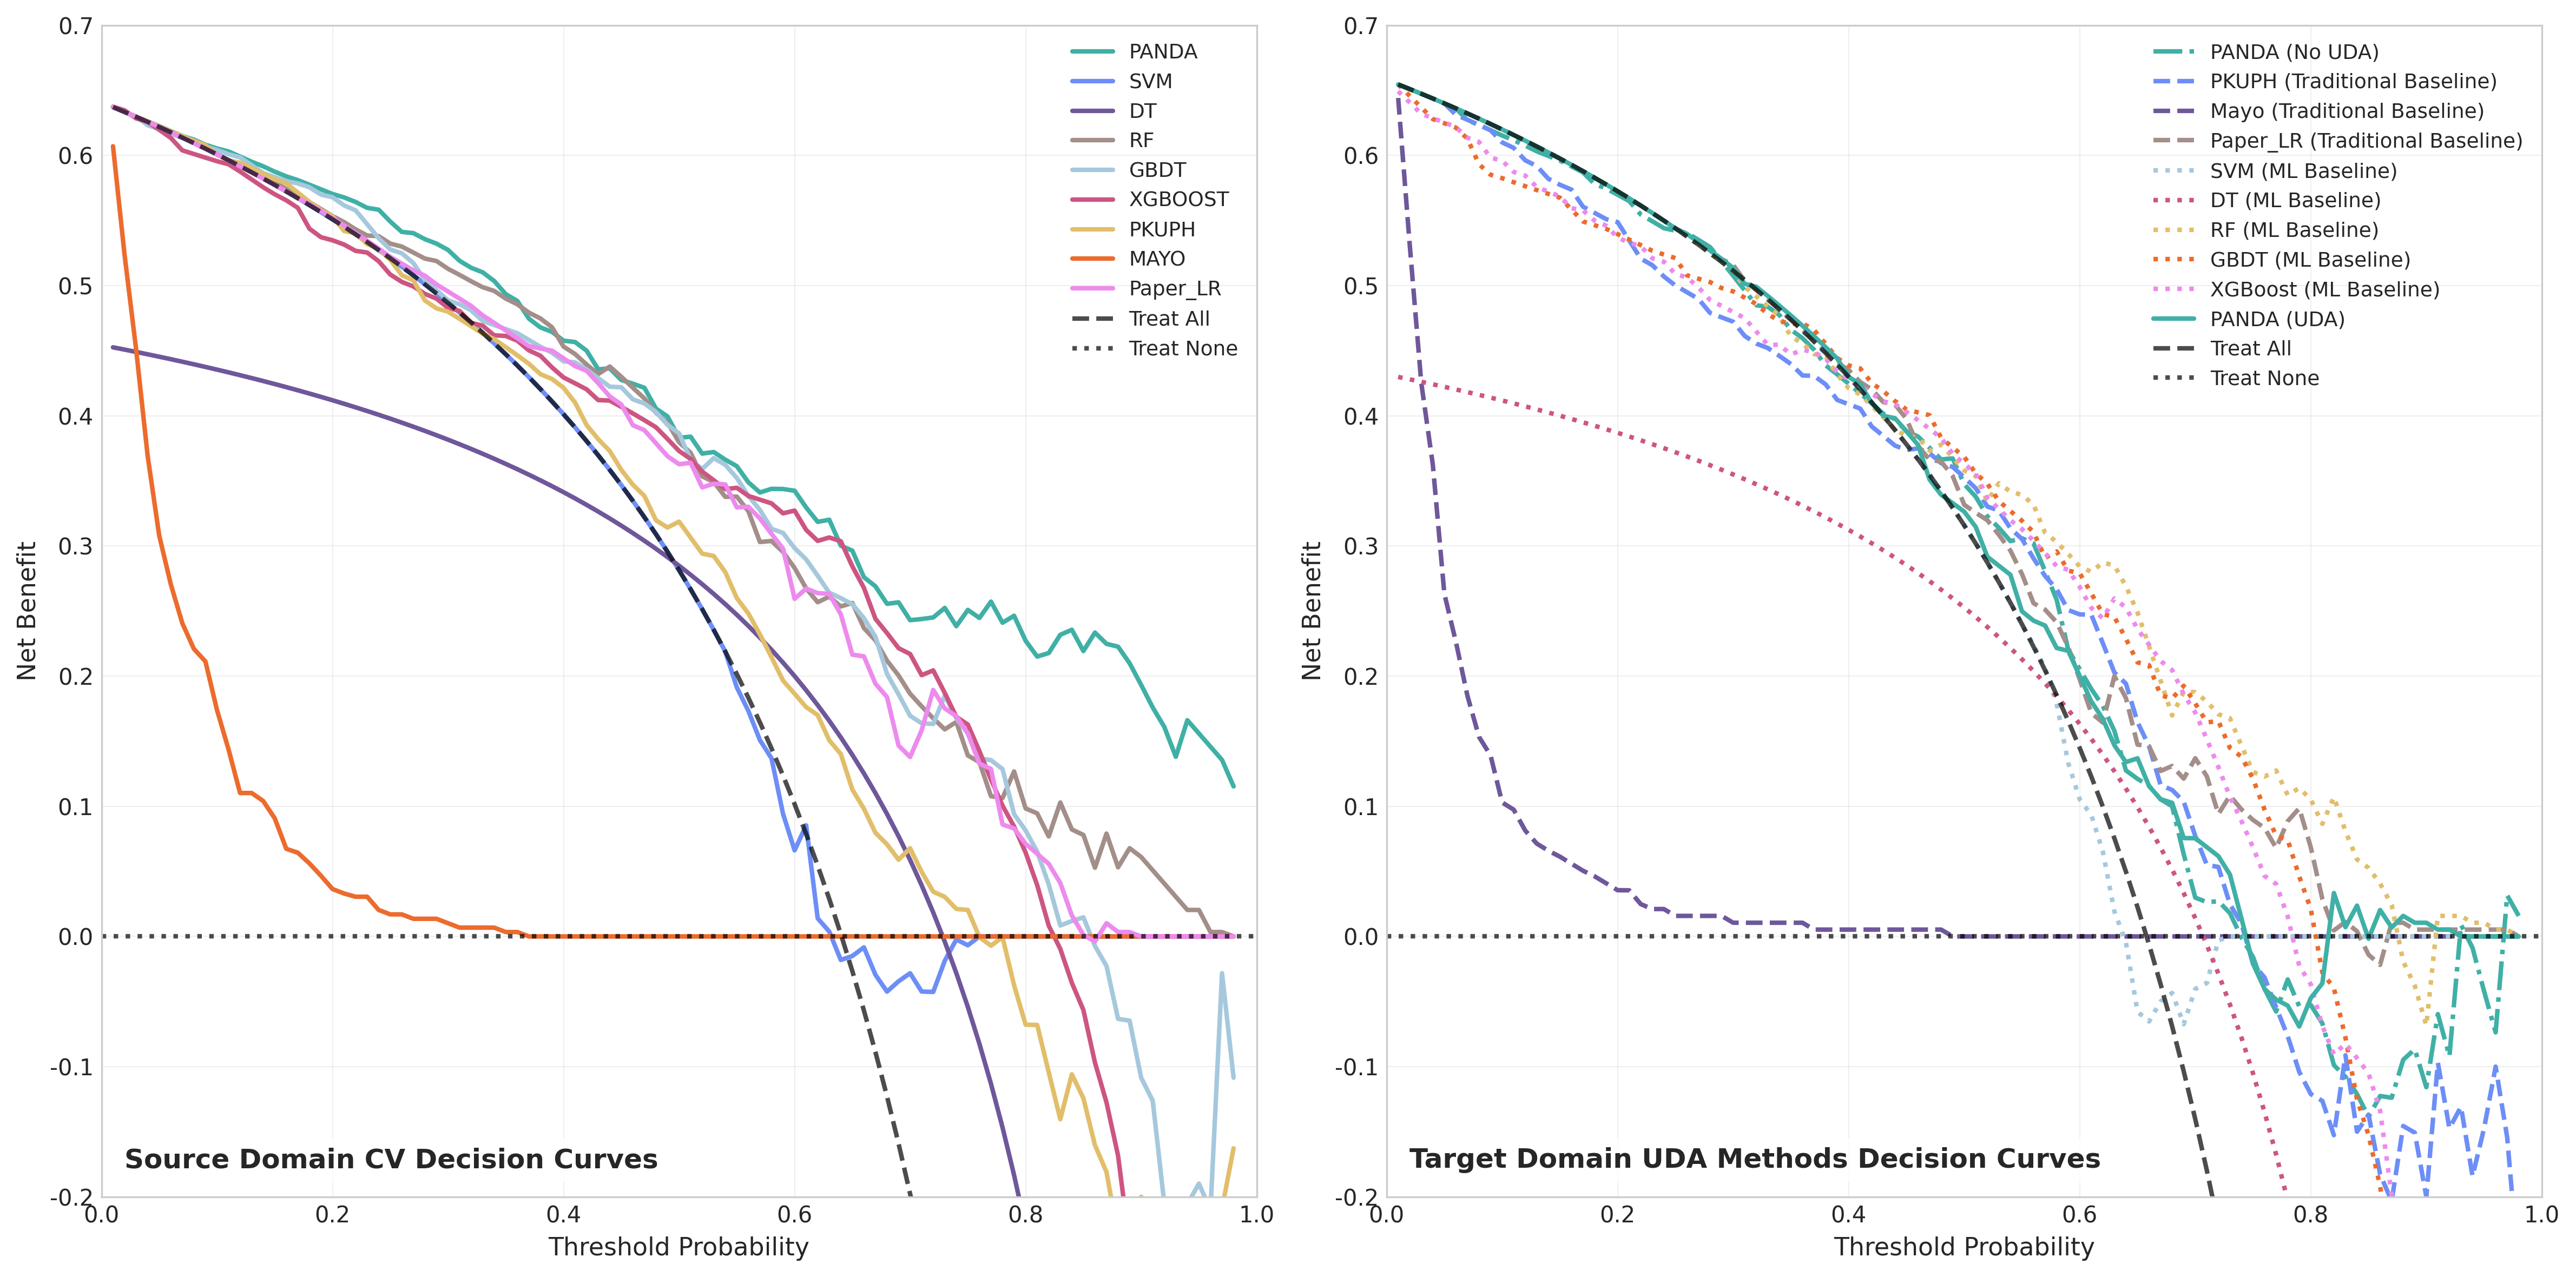 0.7
0.6
0.5
0.4
0.3
0.2
0.1
0.0
-0.1
-0.2
Net Benefit
PANDA
SVM
DT
RF
GBDT
XGBOOST
PKUPH
MAYO
Paper_LR
Treat All
Treat None
Source Domain CV Decision Curves
0.0 0.2 0.4 0.6 0.8 1.0
Threshold Probability
0.7
0.6
0.5
0.4
0.3
0.2
0.1
0.0
-0.1
-0.2
Net Benefit
PANDA (No UDA)
PKUPH (Traditional Baseline)
Mayo (Traditional Baseline)
Paper_LR (Traditional Baseline)
SVM (ML Baseline)
DT (ML Baseline)
RF (ML Baseline)
GBDT (ML Baseline)
XGBoost (ML Baseline)
PANDA (UDA)
Treat All
Treat None
Target Domain UDA Methods Decision Curves
0.0 0.2 0.4 0.6 0.8 1.0
Threshold Probability